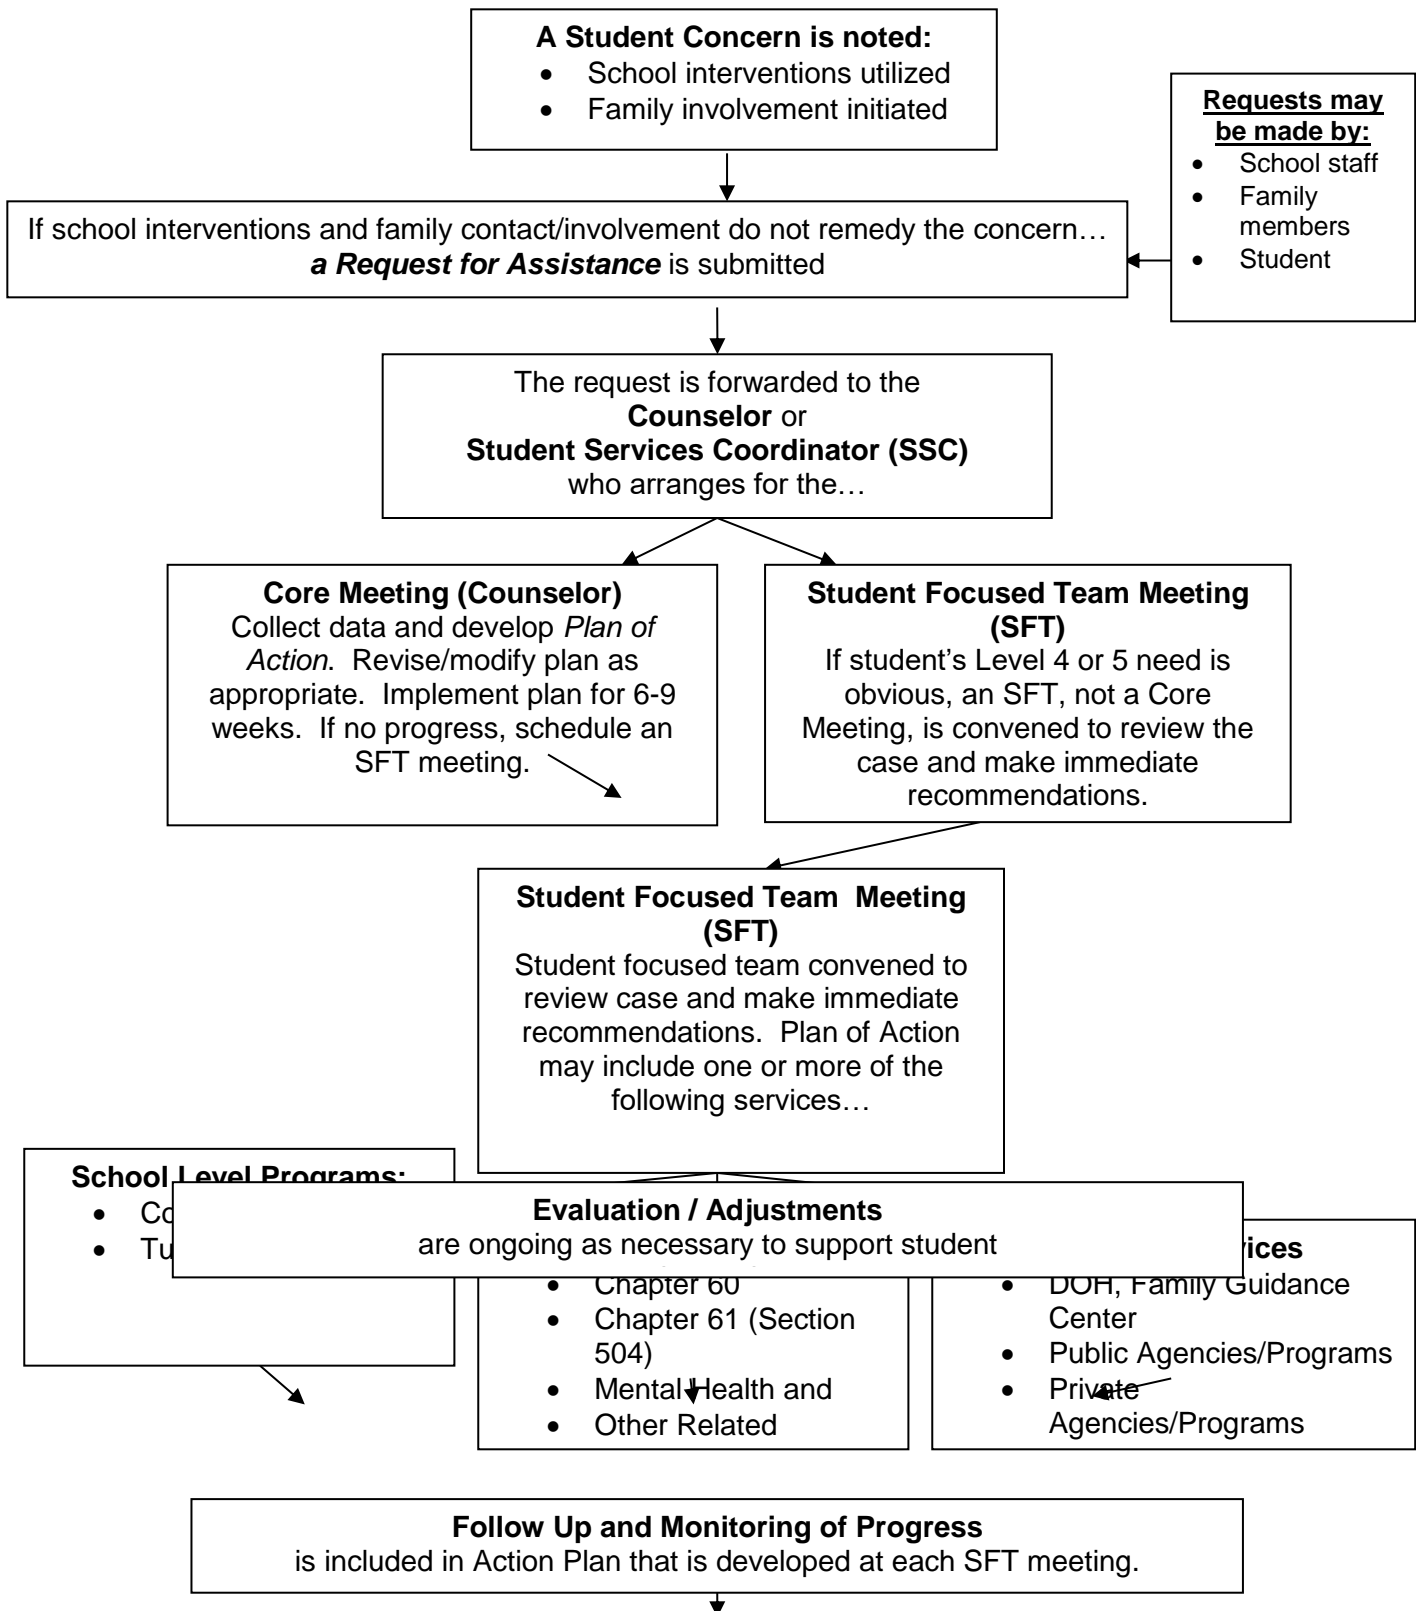 A Student Concern is noted:
• School interventions utilized
• Family involvement initiated
Requests may
be made by:
• School staff
• Family
members
• Student
If school interventions and family contact/involvement do not remedy the concern…
a Request for Assistance is submitted
The request is forwarded to the
Counselor or
Student Services Coordinator (SSC)
who arranges for the…
Core Meeting (Counselor)
Collect data and develop Plan of
Action. Revise/modify plan as
appropriate. Implement plan for 6-9
weeks. If no progress, schedule an
SFT meeting.
Student Focused Team Meeting
(SFT)
If student's Level 4 or 5 need is
obvious, an SFT, not a Core
Meeting, is convened to review the
case and make immediate
recommendations.
Student Focused Team Meeting
(SFT)
Student focused team convened to
review case and make immediate
recommendations. Plan of Action
may include one or more of the
following services…
School Level Programs:
•
•
Evaluation / Adjustments
are ongoing as necessary to support student
• Chapter 60
• Chapter 61 (Section
504)
• Mental Health and
• Other Related
• DOH, Family Guidance
Center
• Public Agencies/Programs
• Private
Agencies/Programs
Follow Up and Monitoring of Progress
is included in Action Plan that is developed at each SFT meeting.